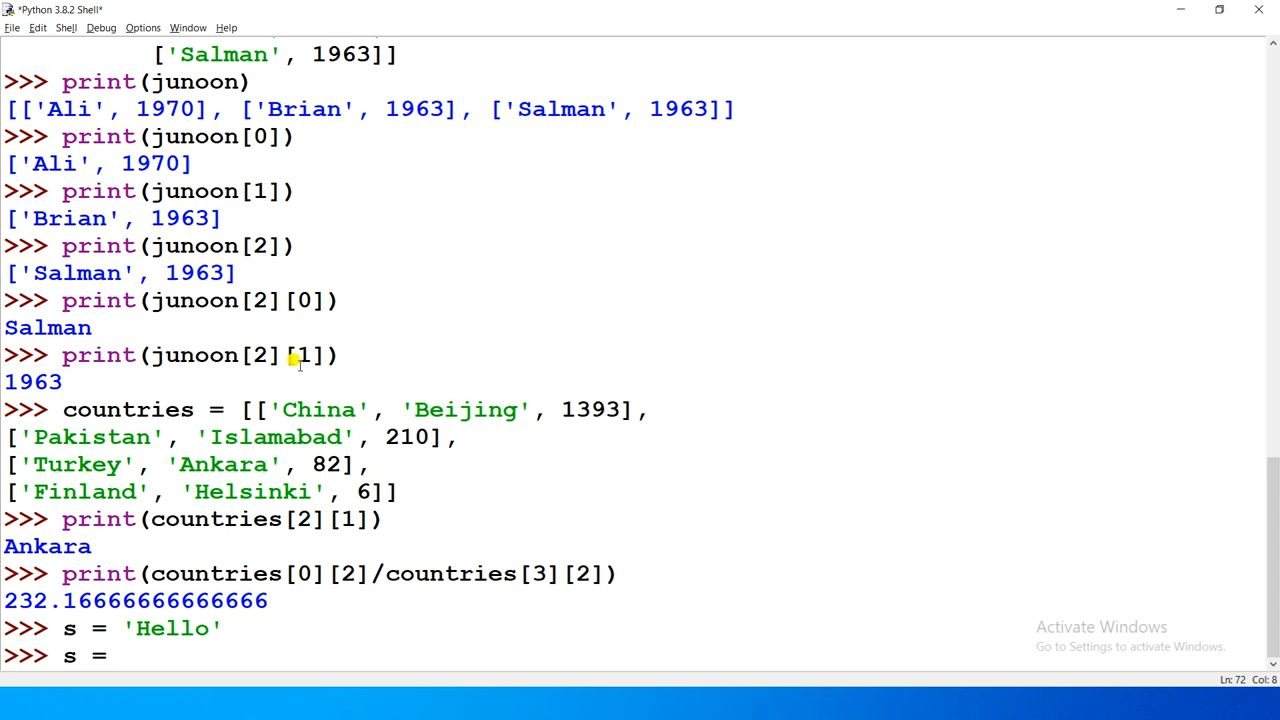 *Python 3.8.2 Shell*
File Edit Shell Debug Options Window Help
['Salman', 1963]]
>>> print(junoon)
[['Ali', 1970], ['Brian', 1963], ['Salman', 1963]]
>>> print(junoon[0])
['Ali', 1970]
>>> print(junoon[1])
['Brian', 1963]
>>> print(junoon[2])
['Salman', 1963]
>>> print(junoon[2][0])
Salman
>>> print(junoon[2][1])
1963
>>> countries = [['China', 'Beijing', 1393],
['Pakistan', 'Islamabad', 210],
['Turkey', 'Ankara', 82],
['Finland', 'Helsinki', 6]]
>>> print(countries[2][1])
Ankara
>>> print(countries[0][2]/countries[3][2])
232.16666666666666
>>> s = 'Hello'
>>> s =
Activate Windows
Go to Settings to activate Windows.
Ln: 72 Col: 8